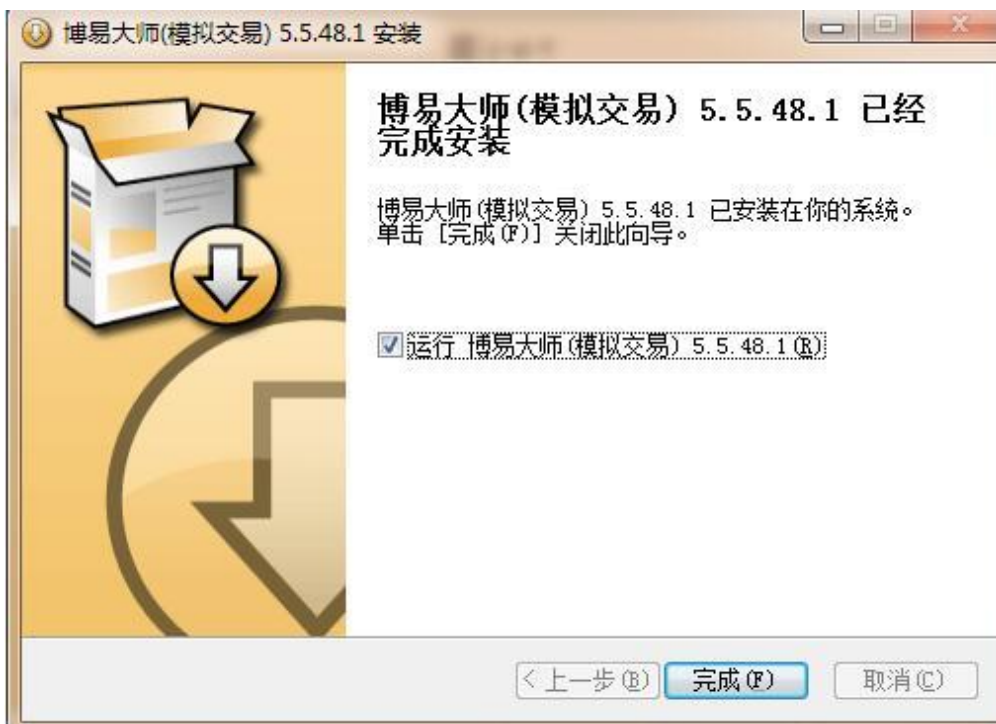 博易大师(模拟交易) 5.5.48.1 安装
博易大师(模拟交易) 5.5.48.1 已经
完成安装
博易大师(模拟交易) 5.5.48.1 已安装在你的系统。
单击 [完成(F)] 关闭此向导。
运行 博易大师(模拟交易) 5.5.48.1(R)
< 上一步(B) 完成(F) 取消(C)